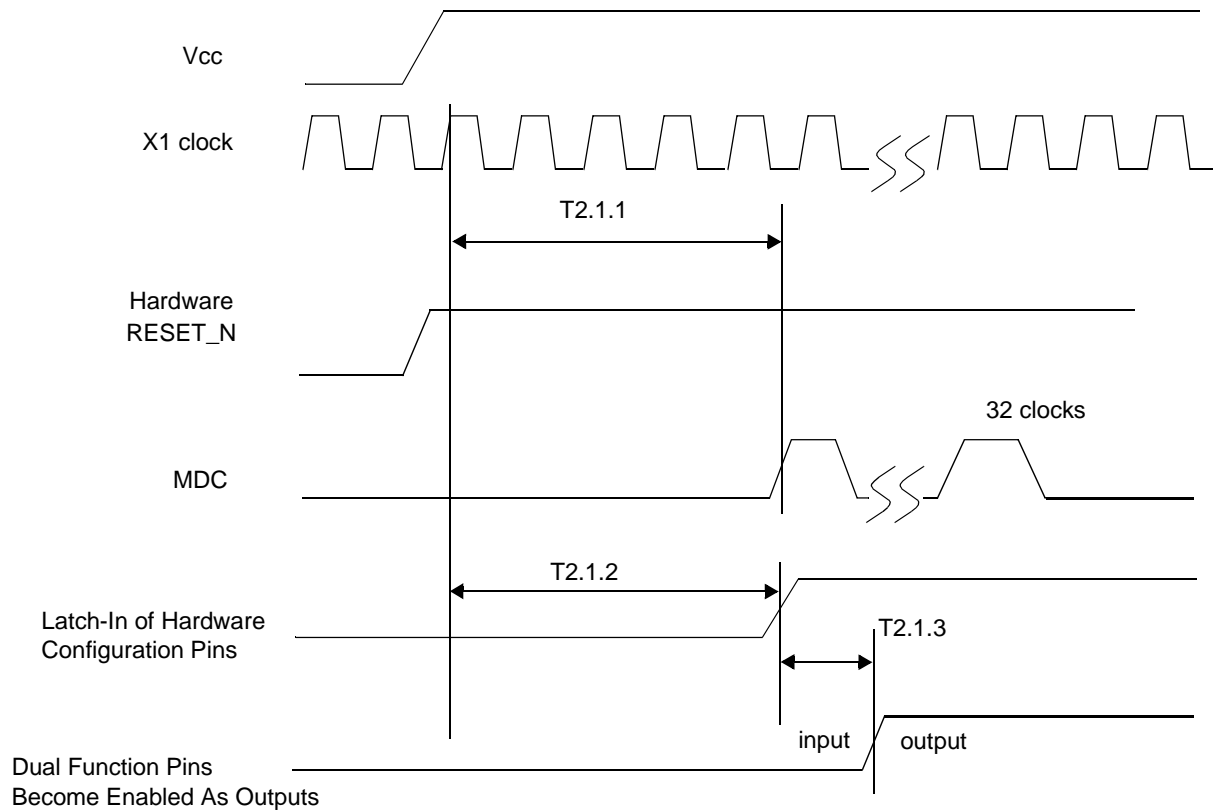 Vcc
X1 clock
T2.1.1
Hardware
RESET_N
32 clocks
MDC
T2.1.2
Latch-In of Hardware
Configuration Pins
T2.1.3
input
output
Dual Function Pins
Become Enabled As Outputs